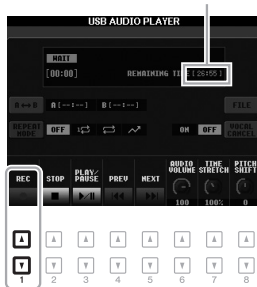 USB AUDIO PLAYER
WAIT
[00:00] REMAINING TIME [26:55]
A↔B A[--:--] B[--:--] FILE
REPEAT MODE OFF ON OFF VOCAL CANCEL
REC STOP PLAY/PAUSE PREV NEXT AUDIO VOLUME TIME STRETCH PITCH SHIFT
100 100% 0
1 2 3 4 5 6 7 8